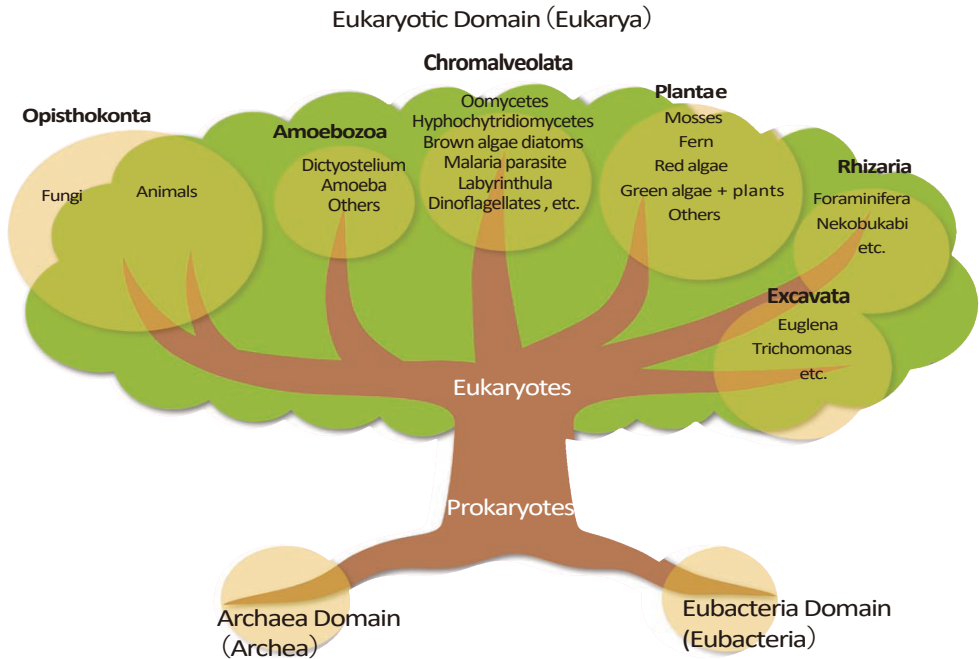 Eukaryotic Domain（Eukarya）
Chromalveolata
Oometes
Hyphochytridiomycetes
Brown algae diatoms
Malaria parasite
Labyrinthula
Dinoflagellates , etc.
Opisthokonta
Fungi
Animals
Amoebozoa
Dictyostelium
Amoeba
Others
Plantae
Mosses
Fern
Red algae
Green algae + plants
Others
Rhizaria
Foraminifera
Nekobukabi
etc.
Excavata
Euglena
Trichomonas
etc.
Eukaryotes
Prokaryotes
Archaea Domain
（Archea）
Eubacteria Domain
(Eubacteria）